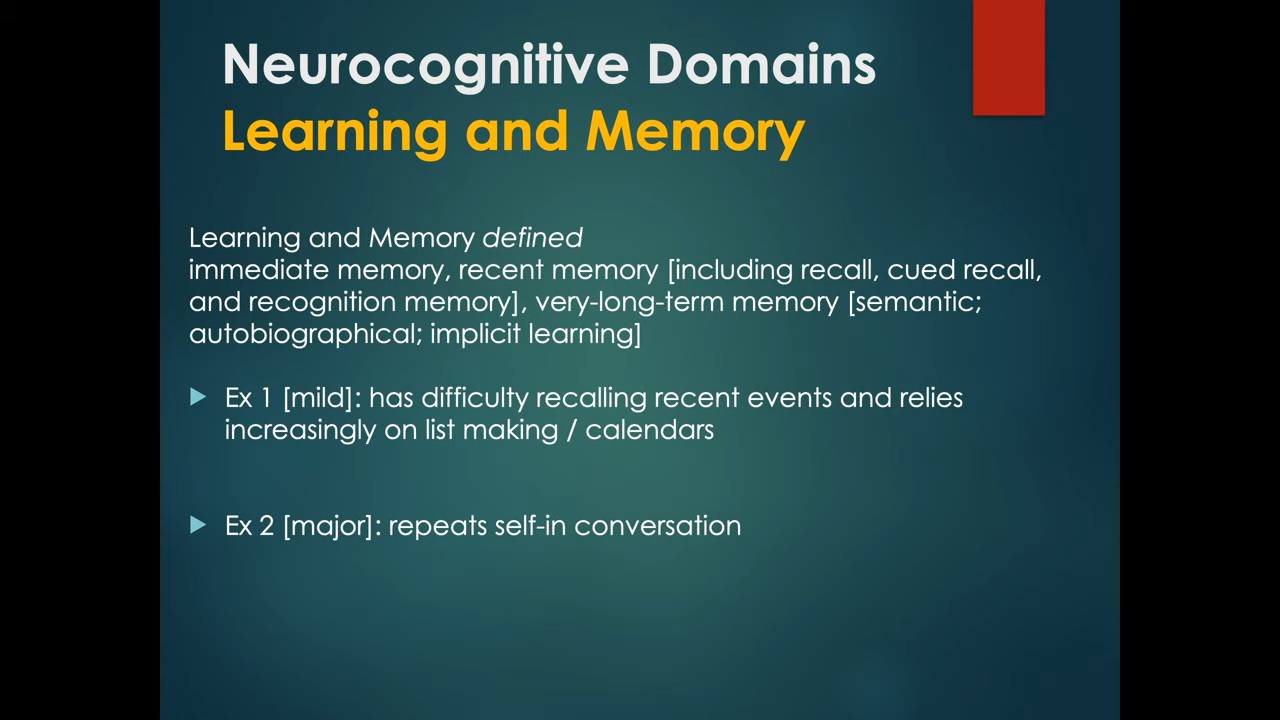 Neurocognitive Domains
Learning and Memory
Learning and Memory defined
immediate memory, recent memory [including recall, cued recall,
and recognition memory], very-long-term memory [semantic;
autobiographical; implicit learning]
Ex 1 [mild]: has difficulty recalling recent events and relies
increasingly on list making / calendars
Ex 2 [major]: repeats self-in conversation